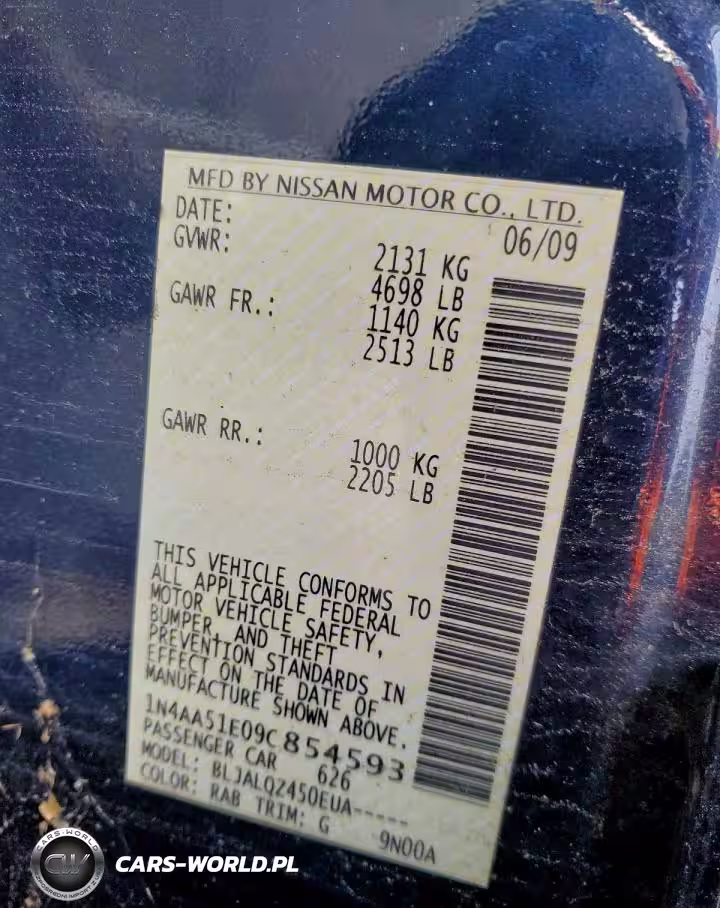 MFD BY NISSAN MOTOR CO., LTD.
DATE: 06/09
GVWR: 2131 KG
4698 LB
GAWR FR.: 1140 KG
2513 LB
GAWR RR.: 1000 KG
2205 LB
THIS VEHICLE CONFORMS TO
ALL APPLICABLE FEDERAL
MOTOR VEHICLE SAFETY,
BUMPER, AND THEFT
PREVENTION STANDARDS IN
EFFECT ON THE DATE OF
MANUFACTURE SHOWN ABOVE.
1N4AA51E09C854593
PASSENGER CAR 626
MODEL: BLJALQZ450EUA-----
COLOR: RAB TRIM: G 9N00A
CARS-WORLD
CW
CARS-WORLD.PL